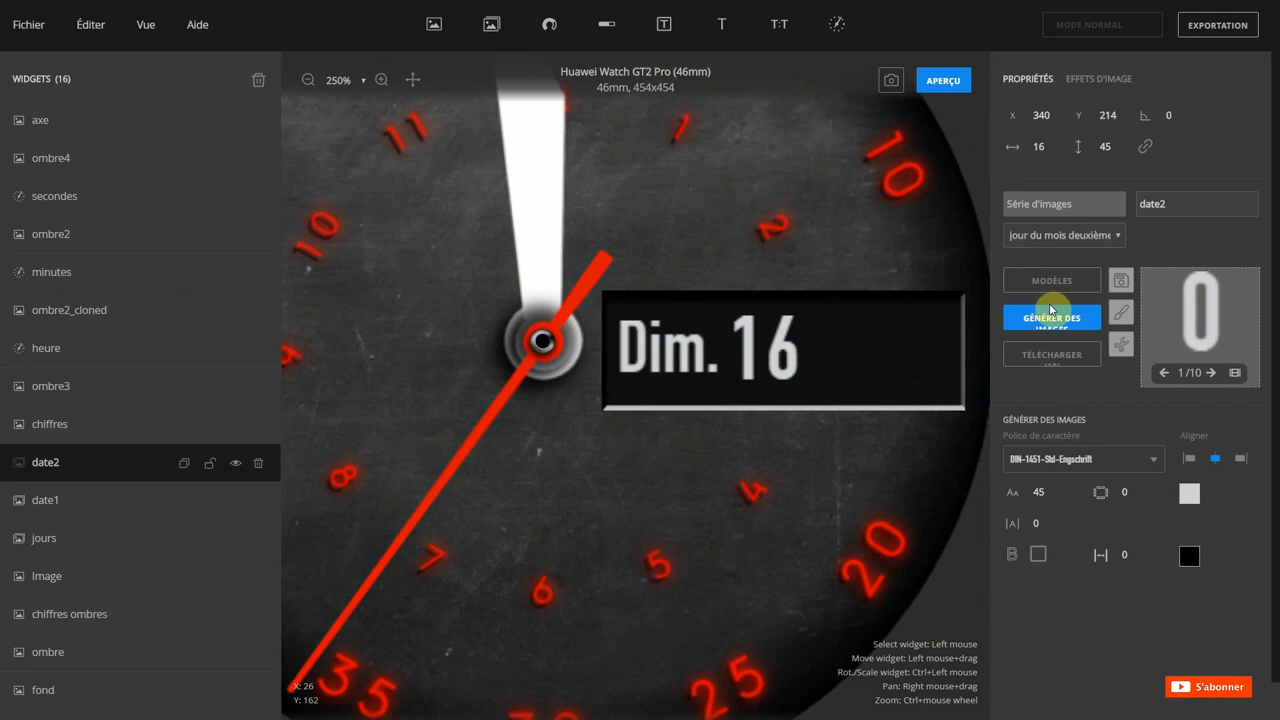 Fichier
Éditer
Vue
Aide
T
T:T
MODE NORMAL
EXPORTATION
WIDGETS (16)
axe
ombre4
secondes
ombre2
minutes
ombre2_cloned
heure
ombre3
chiffres
date2
date1
jours
Image
chiffres ombres
ombre
fond
250%
Huawei Watch GT2 Pro (46mm)
46mm, 454x454
APERÇU
11
1
10
10
2
Dim. 16
8
4
7
5
6
20
35
25
X: 26
Y: 162
Select widget: Left mouse
Move widget: Left mouse+drag
Rot./Scale widget: Ctrl+Left mouse
Pan: Right mouse+drag
Zoom: Ctrl+mouse wheel
PROPRIÉTÉS
EFFETS D'IMAGE
X 340 Y 214 0
16 45
Série d'images
date2
jour du mois deuxième
MODÈLES
GÉNÉRER DES IMAGES
TÉLÉCHARGER
0
1/10
GÉNÉRER DES IMAGES
Police de caractère
Aligner
DIN-1451-Std-Engschrift
AA 45 0
|A| 0
B 0
S'abonner